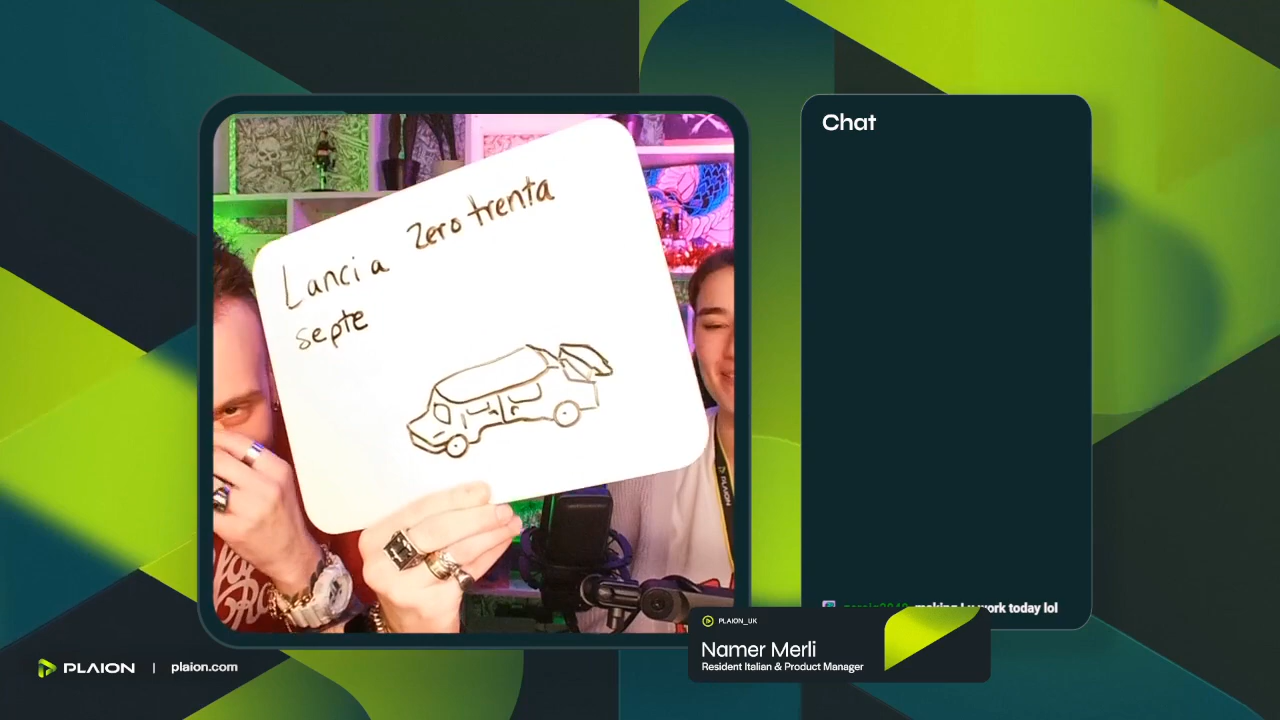 zero trenta
Lancia
septe
Chat
PLAION
making
work today lol
PLAION_UK
Namer Merli
Resident Italian & Product Manager
PLAION | plaion.com